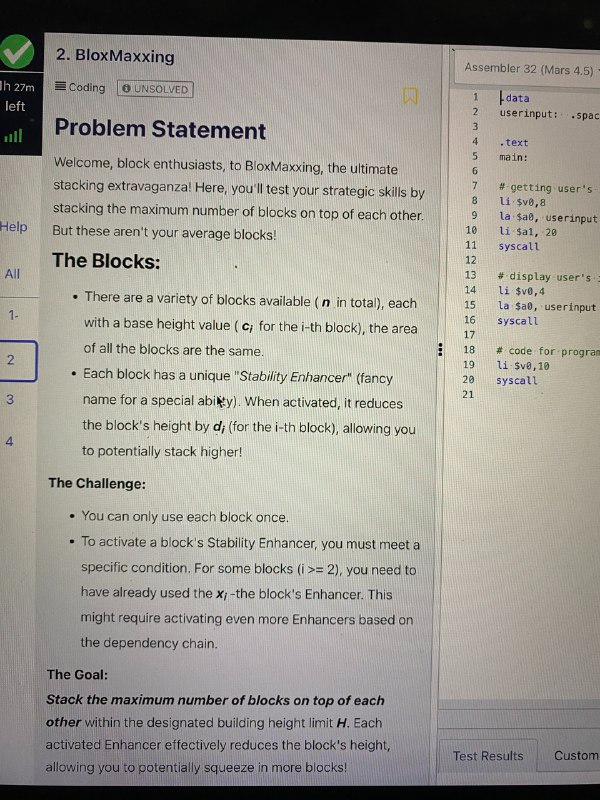 2. BloxMaxxing
1h 27m
left
Coding
UNSOLVED
Problem Statement
Welcome, block enthusiasts, to BloxMaxxing, the ultimate
stacking extravaganza! Here, you'll test your strategic skills by
stacking the maximum number of blocks on top of each other.
But these aren't your average blocks!
The Blocks:
• There are a variety of blocks available ( n in total), each
with a base height value ( ci for the i-th block), the area
of all the blocks are the same.
• Each block has a unique "Stability Enhancer" (fancy
name for a special ability). When activated, it reduces
the block's height by di (for the i-th block), allowing you
to potentially stack higher!
The Challenge:
• You can only use each block once.
• To activate a block's Stability Enhancer, you must meet a
specific condition. For some blocks (i >= 2), you need to
have already used the xi -the block's Enhancer. This
might require activating even more Enhancers based on
the dependency chain.
The Goal:
Stack the maximum number of blocks on top of each
other within the designated building height limit H. Each
activated Enhancer effectively reduces the block's height,
allowing you to potentially squeeze in more blocks!
Help
All
1-
2
3
4
Assembler 32 (Mars 4.5)
1 .data
2 userinput: .spac
3
4 .text
5 main:
6
7 # getting user's
8 li $v0,8
9 la $a0, userinput
10 li $a1, 20
11 syscall
12
13 # display user's
14 li $v0,4
15 la $a0, userinput
16 syscall
17
18 # code for program
19 li $v0,10
20 syscall
21
Test Results
Custom